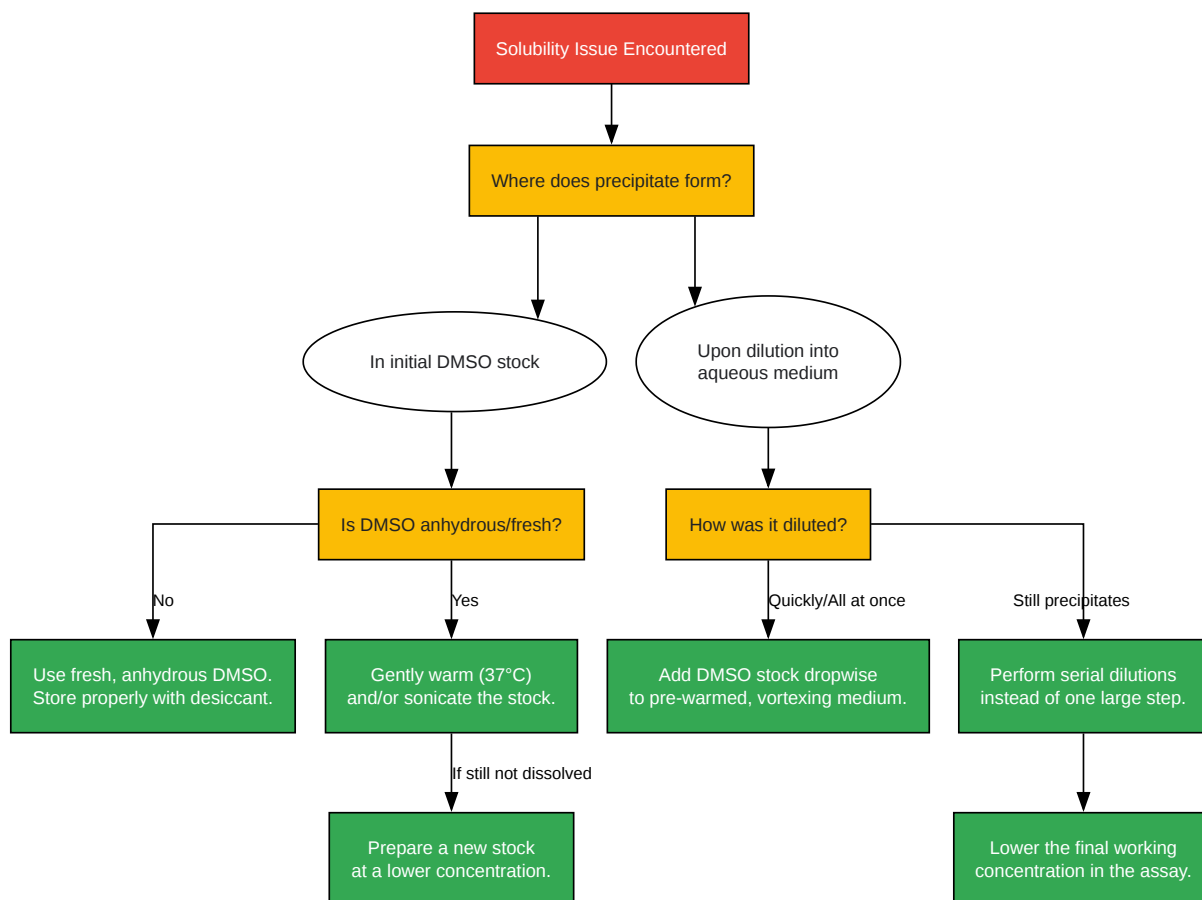 Solubility Issue Encountered
Where does precipitate form?
In initial DMSO stock
Upon dilution into
aqueous medium
Is DMSO anhydrous/fresh?
How was it diluted?
No
Yes
Quickly/All at once
Still precipitates
Use fresh, anhydrous DMSO.
Store properly with desiccant.
Gently warm (37°C)
and/or sonicate the stock.
Add DMSO stock dropwise
to pre-warmed, vortexing medium.
Perform serial dilutions
instead of one large step.
If still not dissolved
Prepare a new stock
at a lower concentration.
Lower the final working
concentration in the assay.